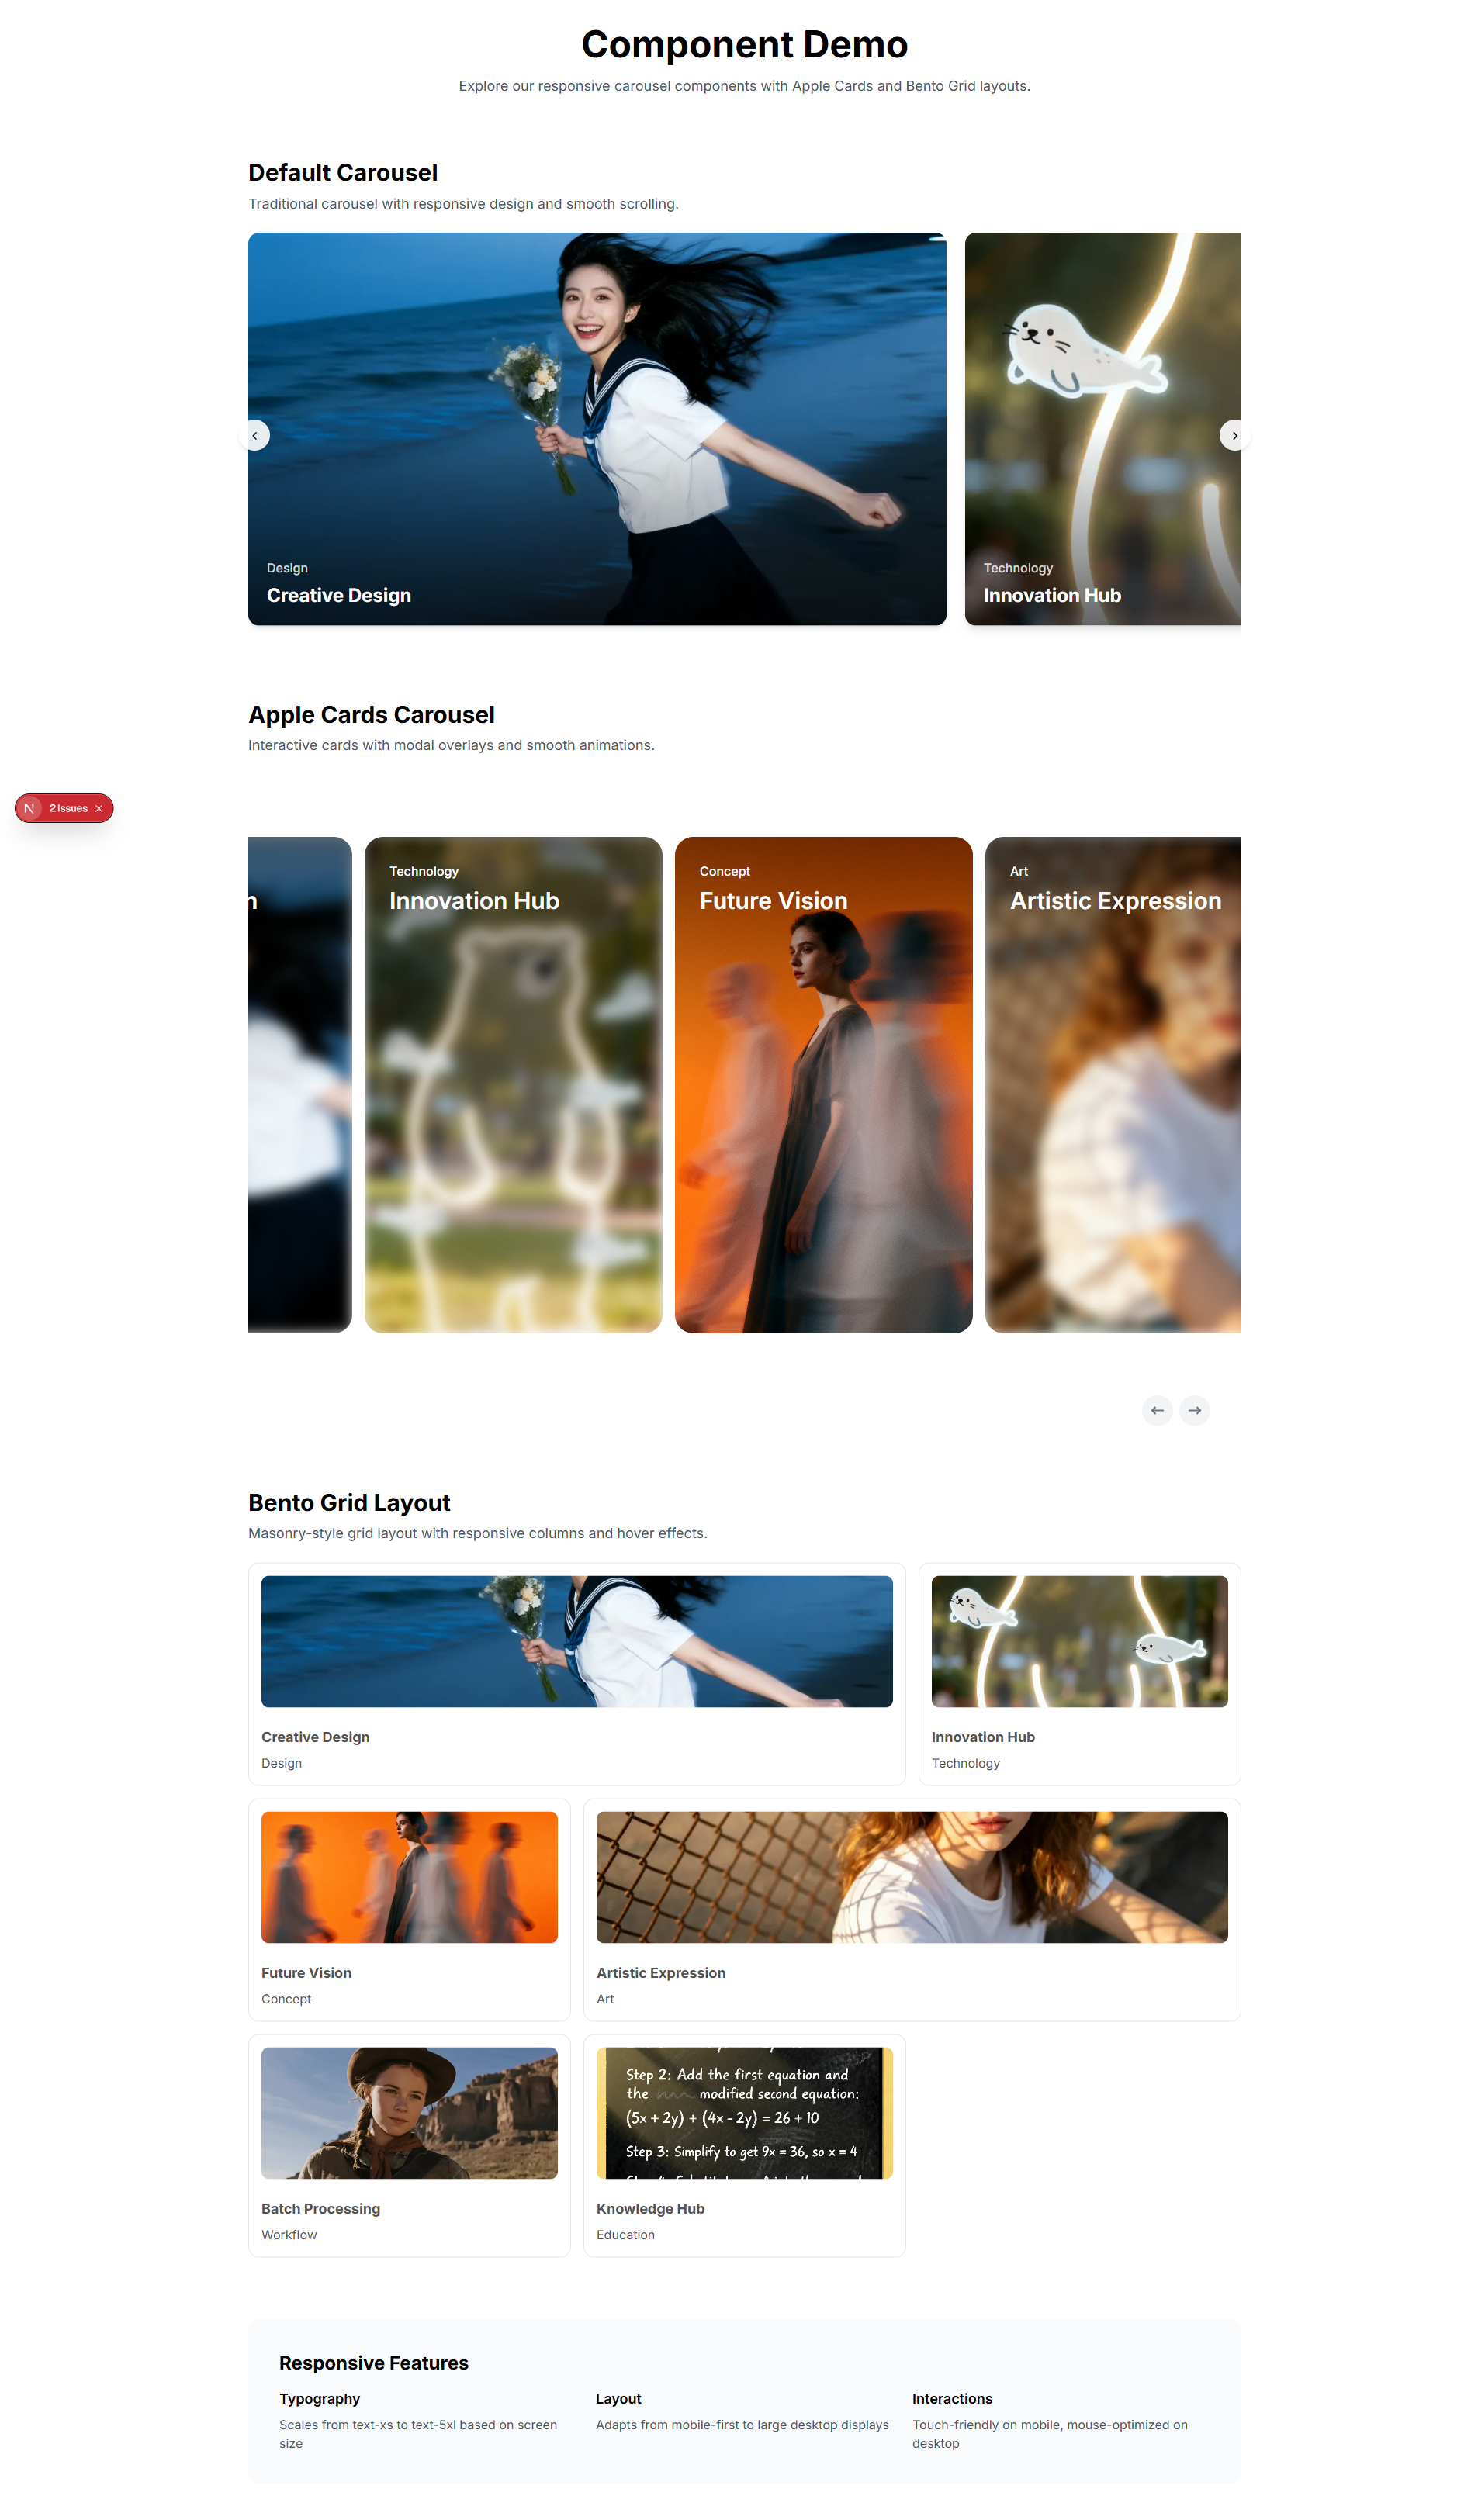 Component Demo
Explore our responsive carousel components with Apple Cards and Bento Grid layouts.
Default Carousel
Traditional carousel with responsive design and smooth scrolling.
Design
Creative Design
Technology
Innovation Hub
Apple Cards Carousel
Interactive cards with modal overlays and smooth animations.
2 Issues
n
Technology
Innovation Hub
Concept
Future Vision
Art
Artistic Expression
Bento Grid Layout
Masonry-style grid layout with responsive columns and hover effects.
Creative Design
Design
Innovation Hub
Technology
Future Vision
Concept
Artistic Expression
Art
Step 2: Add the first equation and
the modified second equation:
(5x + 2y) + (4x - 2y) = 26 + 10
Step 3: Simplify to get 9x = 36, so x = 4
Batch Processing
Workflow
Knowledge Hub
Education
Responsive Features
Typography
Scales from text-xs to text-5xl based on screen
size
Layout
Adapts from mobile-first to large desktop displays
Interactions
Touch-friendly on mobile, mouse-optimized on
desktop